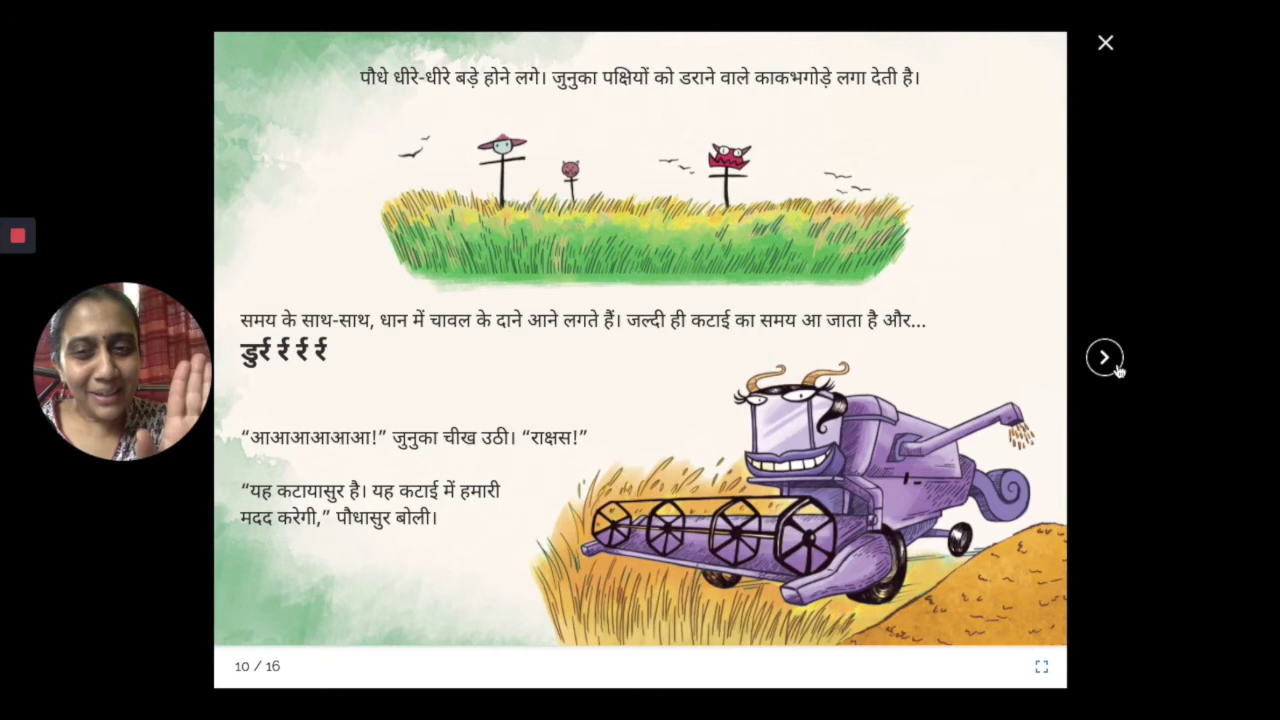 पौधे धीरे-धीरे बड़े होने लगे। जुनुका पक्षियों को डराने वाले काकभगोड़े लगा देती है।
समय के साथ-साथ, धान में चावल के दाने आने लगते हैं। जल्दी ही कटाई का समय आ जाता है और...
डुर्र र्र र्र र्र
“आआआआआआ!” जुनुका चीख उठी। “राक्षस!”
“यह कटायासुर है। यह कटाई में हमारी
मदद करेगी,” पौधासुर बोली।
10 / 16